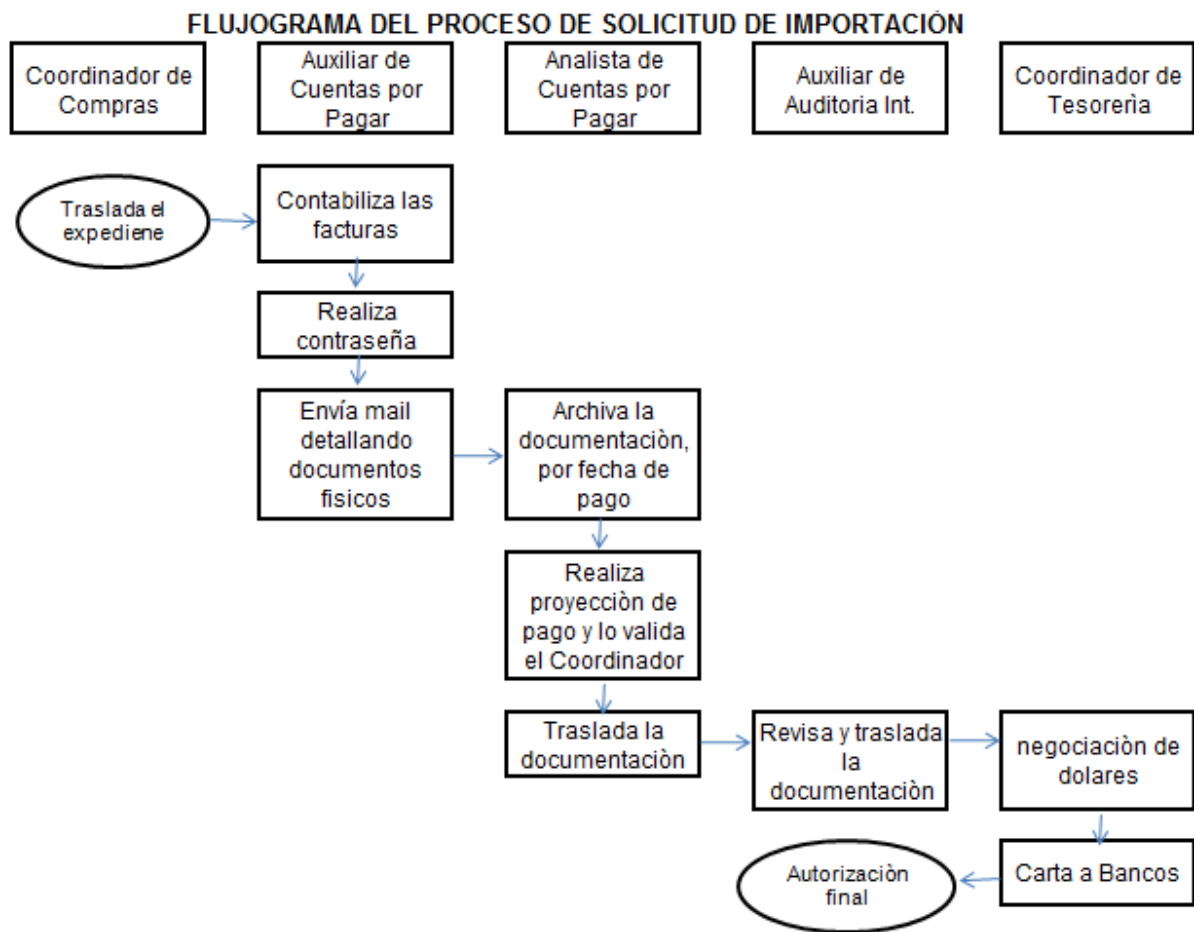 FLUJOGRAMA DEL PROCESO DE SOLICITUD DE IMPORTACIÓN
Coordinador de
Compras
Auxiliar de
Cuentas por
Pagar
Analista de
Cuentas por
Pagar
Auxiliar de
Auditoria Int.
Coordinador de
Tesorerìa
Traslada el
expediene
Contabiliza las
facturas
Realiza
contraseña
Envía mail
detallando
documentos
fisicos
Archiva la
documentaciòn,
por fecha de
pago
Realiza
proyecciòn de
pago y lo valida
el Coordinador
Traslada la
documentaciòn
Revisa y traslada
la
documentaciòn
negociaciòn de
dolares
Carta a Bancos
Autorizaciòn
final